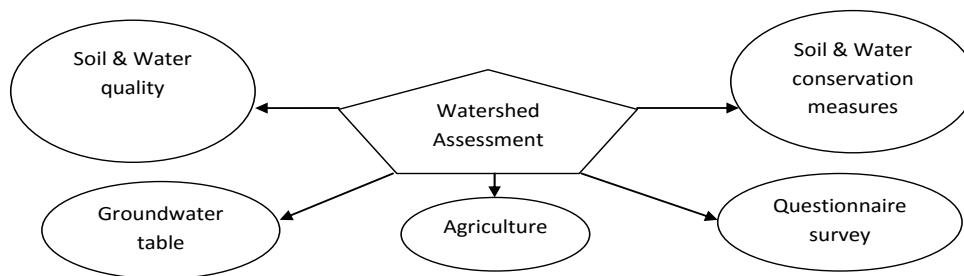 Soil & Water
quality
Soil & Water
conservation
measures
Watershed
Assessment
Groundwater
table
Agriculture
Questionnaire
survey